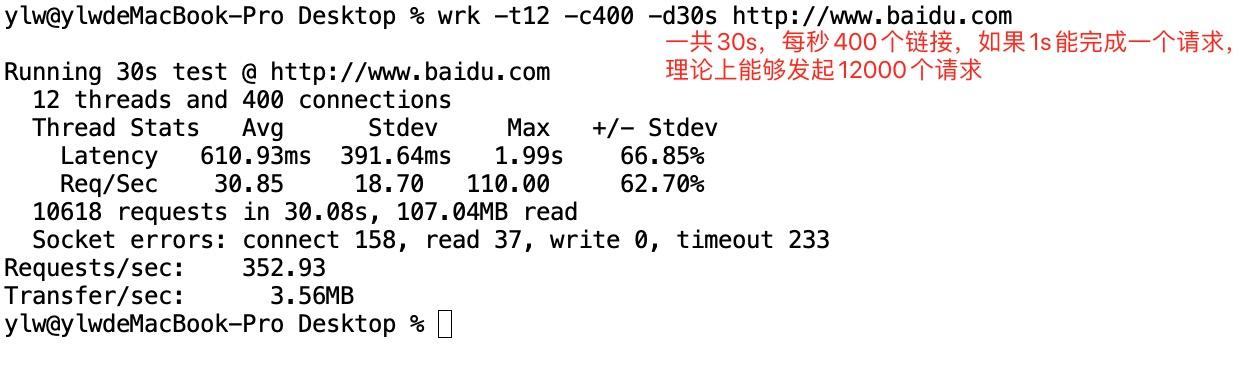 ylw@ylwdeMacBook-Pro Desktop % wrk -t12 -c400 -d30s http://www.baidu.com
一共30s，每秒400个链接，如果1s能完成一个请求，
理论上能够发起12000个请求
Running 30s test @ http://www.baidu.com
  12 threads and 400 connections
  Thread Stats   Avg      Stdev     Max   +/- Stdev
    Latency   610.93ms  391.64ms   1.99s    66.85%
    Req/Sec    30.85     18.70   110.00     62.70%
  10618 requests in 30.08s, 107.04MB read
  Socket errors: connect 158, read 37, write 0, timeout 233
Requests/sec:    352.93
Transfer/sec:      3.56MB
ylw@ylwdeMacBook-Pro Desktop %